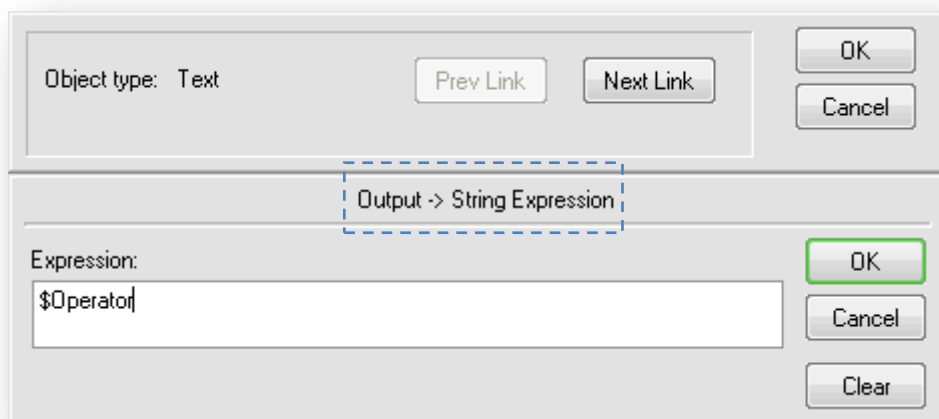 OK
Object type: Text Prev Link Next Link
Cancel
Output -> String Expression
Expression:
OK
$Operator
Cancel
Clear